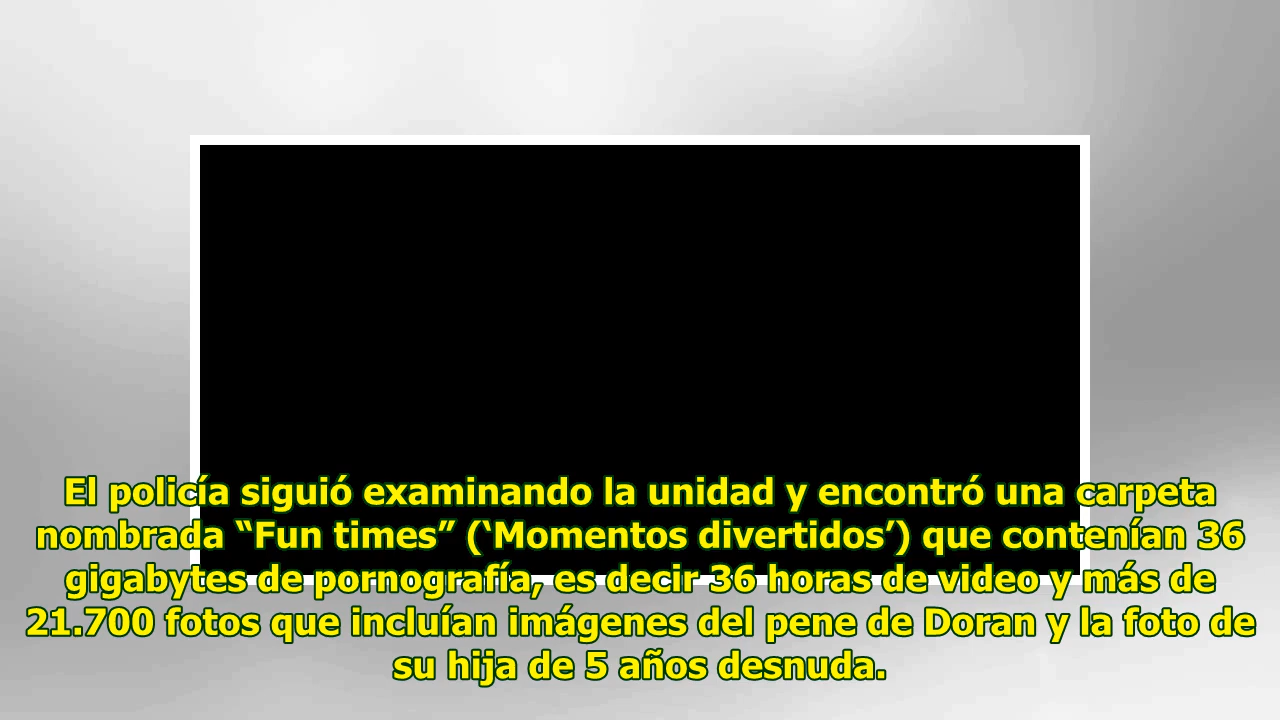 El policía siguió examinando la unidad y encontró una carpeta
nombrada “Fun times” (‘Momentos divertidos’) que contenían 36
gigabytes de pornografía, es decir 36 horas de video y más de
21.700 fotos que incluían imágenes del pene de Doran y la foto de
su hija de 5 años desnuda.